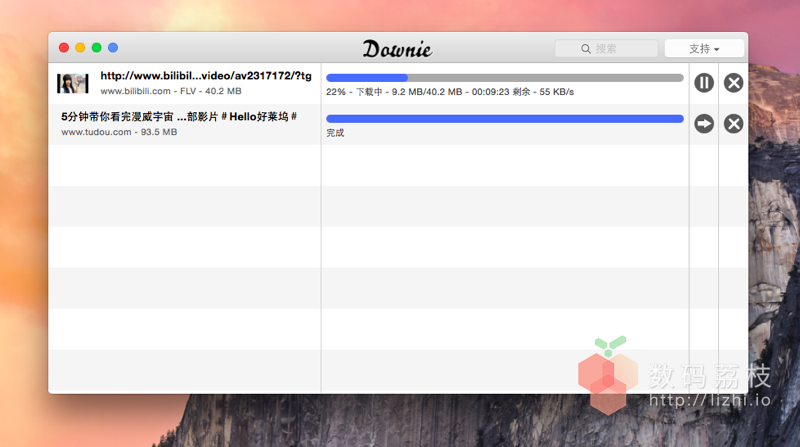 Downie
搜索
支持
http://www.bilibil...video/av2317172/?tg
www.bilibili.com - FLV - 40.2 MB
22% - 下载中 - 9.2 MB/40.2 MB - 00:09:23 剩余 - 55 KB/s
5分钟带你看完漫威宇宙 ...部影片 # Hello好莱坞 #
www.tudou.com - 93.5 MB
完成
数码荔枝
http://lizhi.io